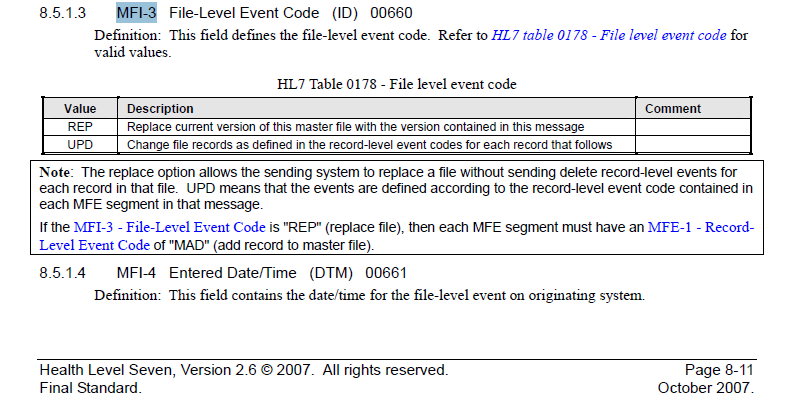 8.5.1.3 MFI-3 File-Level Event Code (ID) 00660
Definition: This field defines the file-level event code. Refer to HL7 table 0178 - File level event code for
valid values.
HL7 Table 0178 - File level event code
Value Description Comment
REP Replace current version of this master file with the version contained in this message
UPD Change file records as defined in the record-level event codes for each record that follows
Note: The replace option allows the sending system to replace a file without sending delete record-level events for
each record in that file. UPD means that the events are defined according to the record-level event code contained in
each MFE segment in that message.
If the MFI-3 - File-Level Event Code is "REP" (replace file), then each MFE segment must have an MFE-1 - Record-
Level Event Code of "MAD" (add record to master file).
8.5.1.4 MFI-4 Entered Date/Time (DTM) 00661
Definition: This field contains the date/time for the file-level event on originating system.
Health Level Seven, Version 2.6 © 2007. All rights reserved. Page 8-11
Final Standard. October 2007.